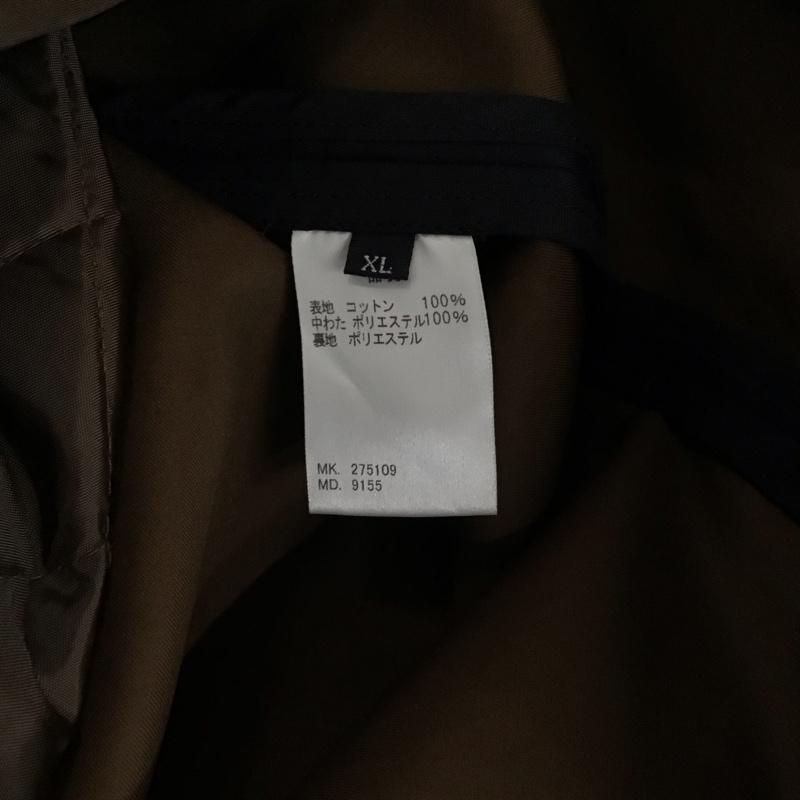 XL
表地 コットン 100%
中わた ポリエステル100%
裏地 ポリエステル
MK. 275109
MD. 9155